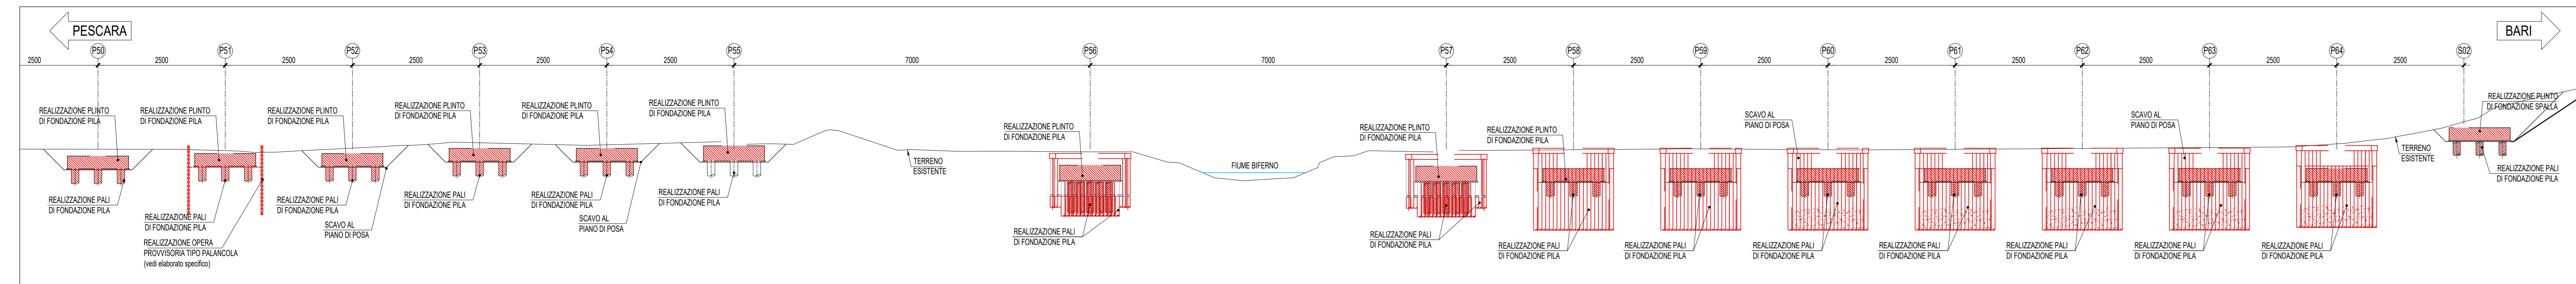 PESCARA
BARI
P50
P51
P52
P53
P54
P55
P56
P57
P58
P59
P60
P61
P62
P63
P64
S02
2500
2500
2500
2500
2500
2500
7000
7000
2500
2500
2500
2500
2500
2500
2500
2500
REALIZZAZIONE PLINTO
DI FONDAZIONE PILA
REALIZZAZIONE PLINTO
DI FONDAZIONE PILA
REALIZZAZIONE PLINTO
DI FONDAZIONE PILA
REALIZZAZIONE PLINTO
DI FONDAZIONE PILA
REALIZZAZIONE PLINTO
DI FONDAZIONE PILA
REALIZZAZIONE PLINTO
DI FONDAZIONE PILA
REALIZZAZIONE PLINTO
DI FONDAZIONE PILA
REALIZZAZIONE PLINTO
DI FONDAZIONE PILA
REALIZZAZIONE PLINTO
DI FONDAZIONE PILA
SCAVO AL
PIANO DI POSA
SCAVO AL
PIANO DI POSA
REALIZZAZIONE PLINTO
DI FONDAZIONE SPALLA
TERRENO
ESISTENTE
FIUME BIFERNO
TERRENO
ESISTENTE
REALIZZAZIONE PALI
DI FONDAZIONE PILA
REALIZZAZIONE PALI
DI FONDAZIONE PILA
REALIZZAZIONE OPERA
PROVVISORIA TIPO PALANCOLA
(vedi elaborato specifico)
REALIZZAZIONE PALI
DI FONDAZIONE PILA
SCAVO AL
PIANO DI POSA
REALIZZAZIONE PALI
DI FONDAZIONE PILA
REALIZZAZIONE PALI
DI FONDAZIONE PILA
SCAVO AL
PIANO DI POSA
REALIZZAZIONE PALI
DI FONDAZIONE PILA
REALIZZAZIONE PALI
DI FONDAZIONE PILA
REALIZZAZIONE PALI
DI FONDAZIONE PILA
REALIZZAZIONE PALI
DI FONDAZIONE PILA
REALIZZAZIONE PALI
DI FONDAZIONE PILA
REALIZZAZIONE PALI
DI FONDAZIONE PILA
REALIZZAZIONE PALI
DI FONDAZIONE PILA
REALIZZAZIONE PALI
DI FONDAZIONE PILA
REALIZZAZIONE PALI
DI FONDAZIONE PILA
REALIZZAZIONE PALI
DI FONDAZIONE PILA
REALIZZAZIONE PALI
DI FONDAZIONE PILA